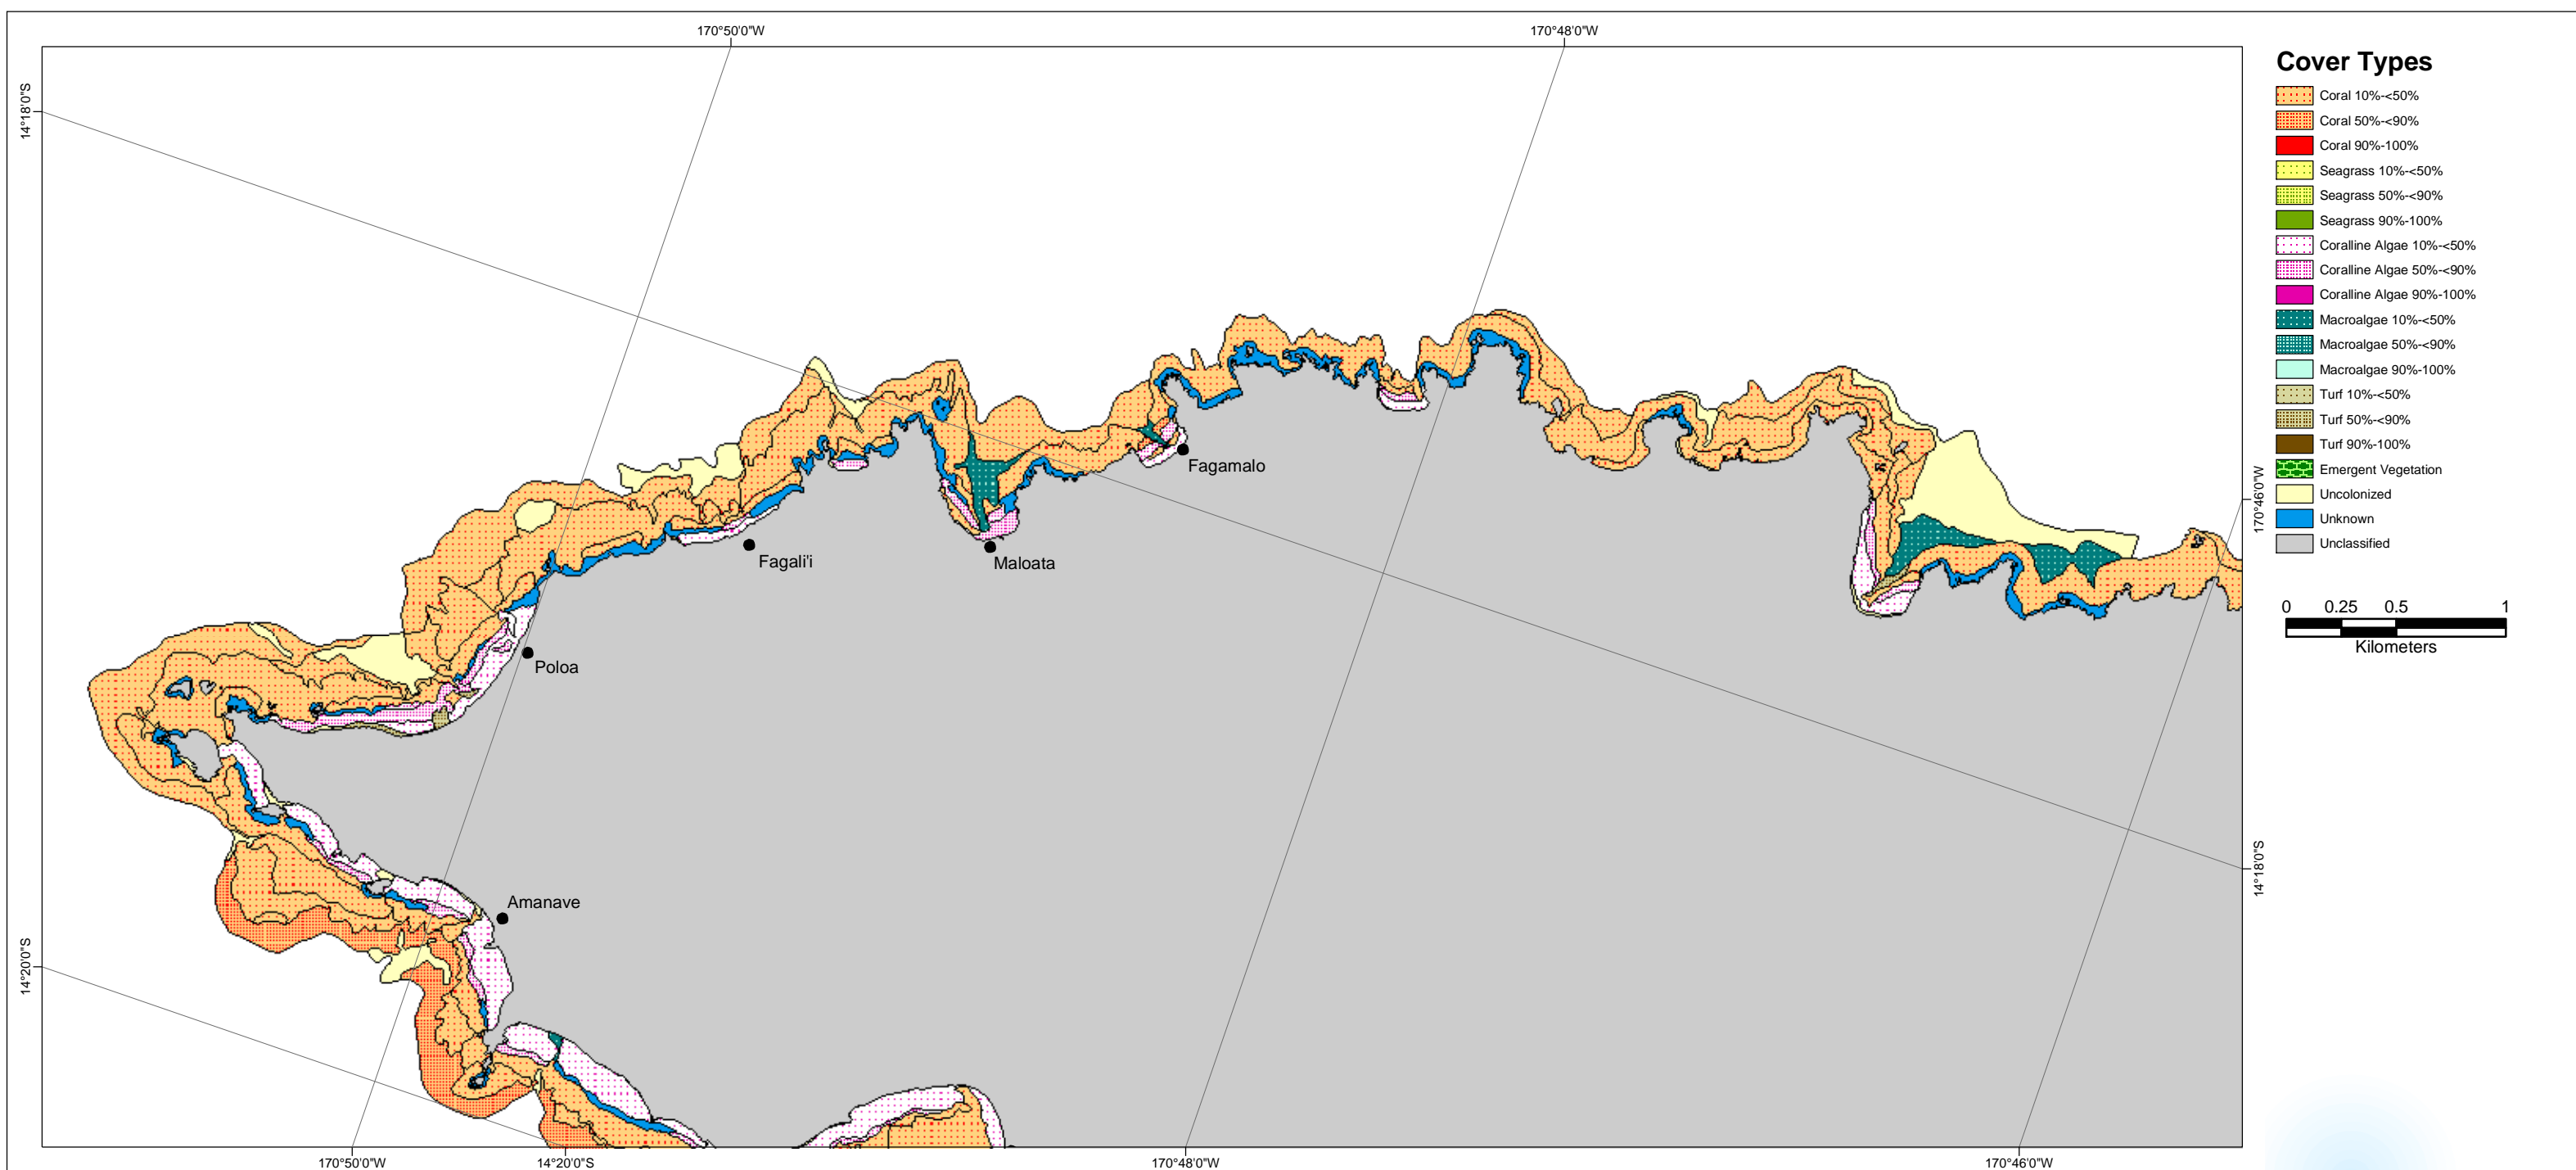 170°50'0"W
170°48'0"W
14°18'0"S
Cover Types
Coral 10%-<50%
Coral 50%-<90%
Coral 90%-100%
Seagrass 10%-<50%
Seagrass 50%-<90%
Seagrass 90%-100%
Coralline Algae 10%-<50%
Coralline Algae 50%-<90%
Coralline Algae 90%-100%
Macroalgae 10%-<50%
Macroalgae 50%-<90%
Macroalgae 90%-100%
Turf 10%-<50%
Turf 50%-<90%
Turf 90%-100%
Emergent Vegetation
Uncolonized
Unknown
Unclassified
0 0.25 0.5 1
Kilometers
Fagamalo
170°46'0"W
Fagali'i
Maloata
Poloa
14°18'0"S
Amanave
14°20'0"S
170°50'0"W
14°20'0"S
170°48'0"W
170°46'0"W